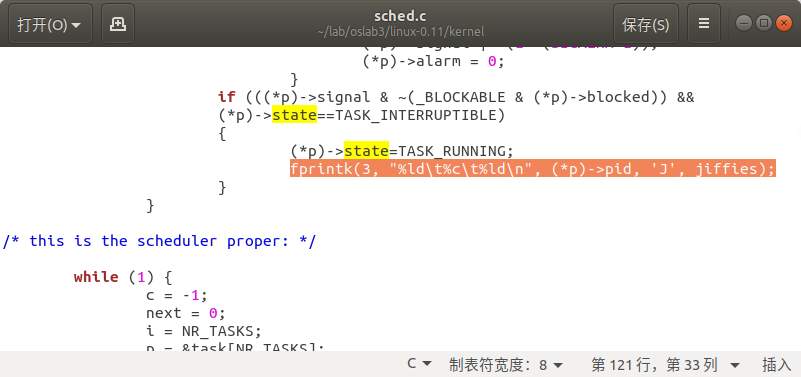 打开(O)
sched.c
~/lab/oslab3/linux-0.11/kernel
保存(S)
(*p)->alarm = 0;
}
if (((*p)->signal & ~(_BLOCKABLE & (*p)->blocked)) &&
(*p)->state==TASK_INTERRUPTIBLE)
{
(*p)->state=TASK_RUNNING;
fprintk(3, "%ld\t%c\t%ld\n", (*p)->pid, 'J', jiffies);
}
}
/* this is the scheduler proper: */
while (1) {
c = -1;
next = 0;
i = NR_TASKS;
p = &task[NR_TASKS];
C
制表符宽度：8
第 121 行，第 33 列
插入